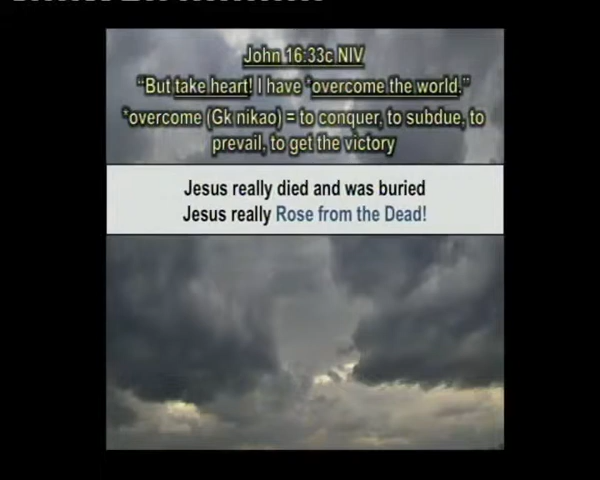 John 16:33c NIV
"But take heart! I have *overcome the world."
*overcome (Gk nikao) = to conquer, to subdue, to
prevail, to get the victory
Jesus really died and was buried
Jesus really Rose from the Dead!